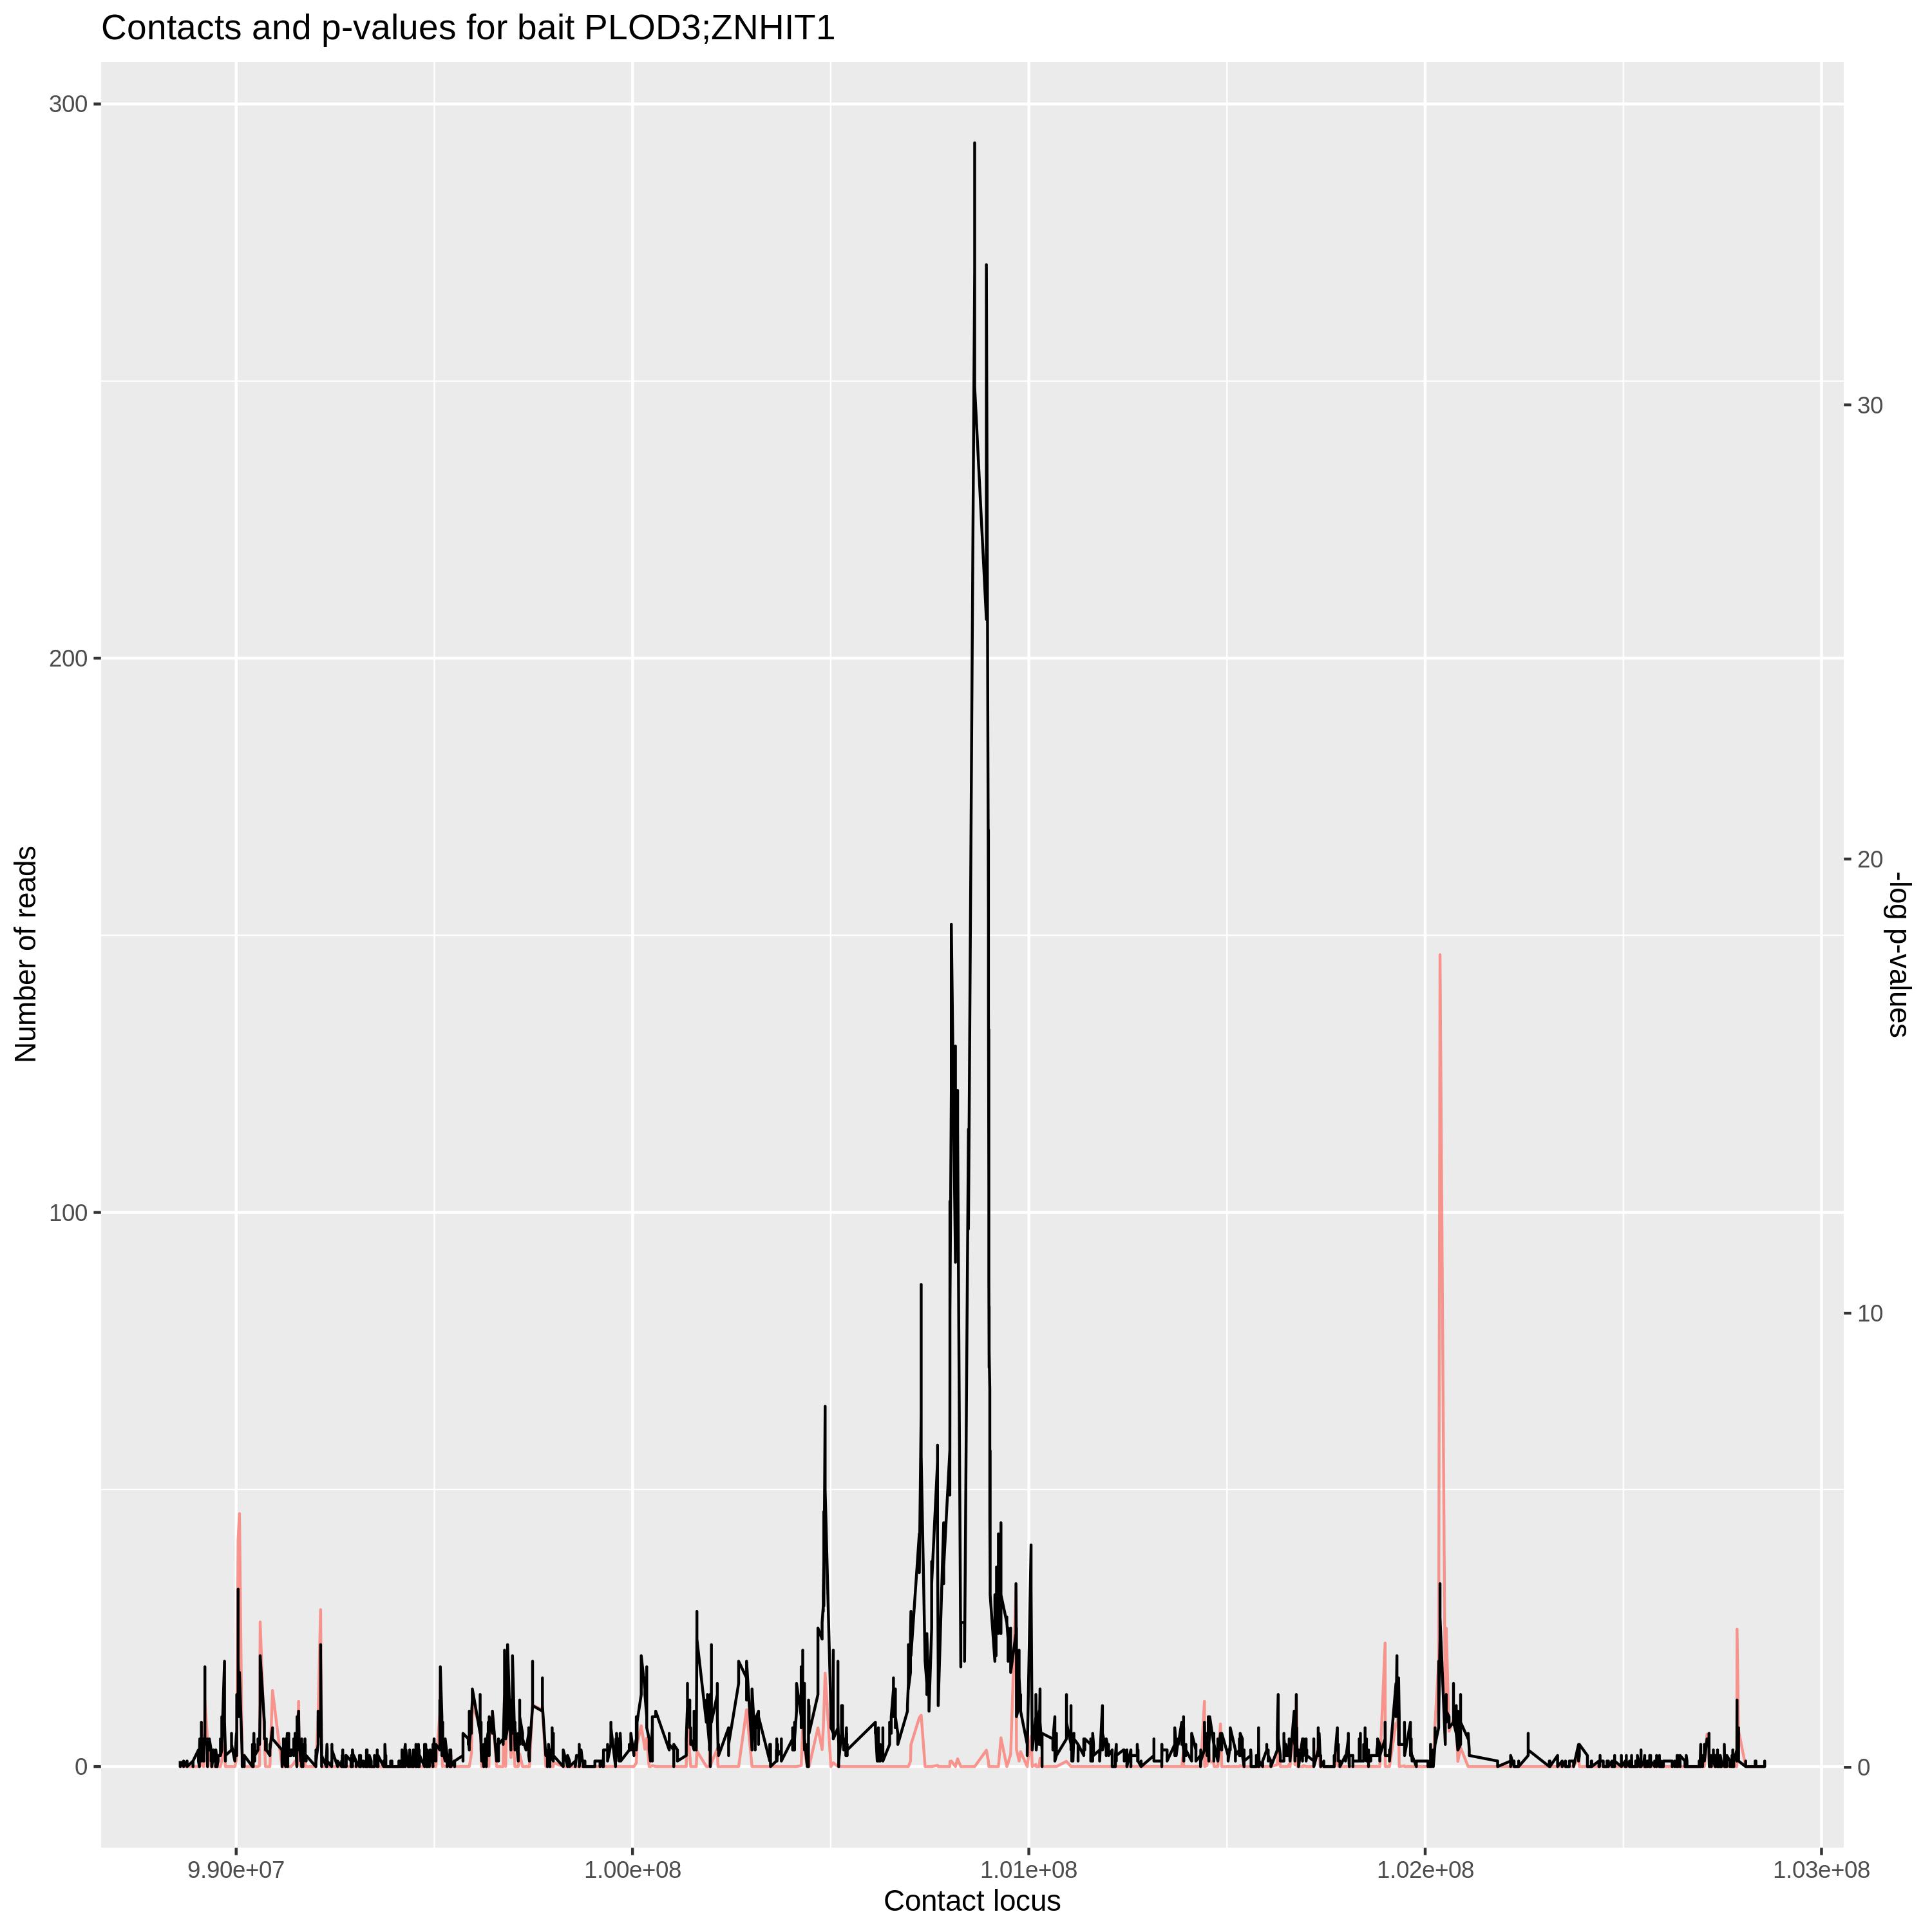 Contacts and p-values for bait PLOD3;ZNHIT1
300
200
100
0
Number of reads
30
20
10
0
-log p-values
9.90e+07
1.00e+08
1.01e+08
1.02e+08
1.03e+08
Contact locus